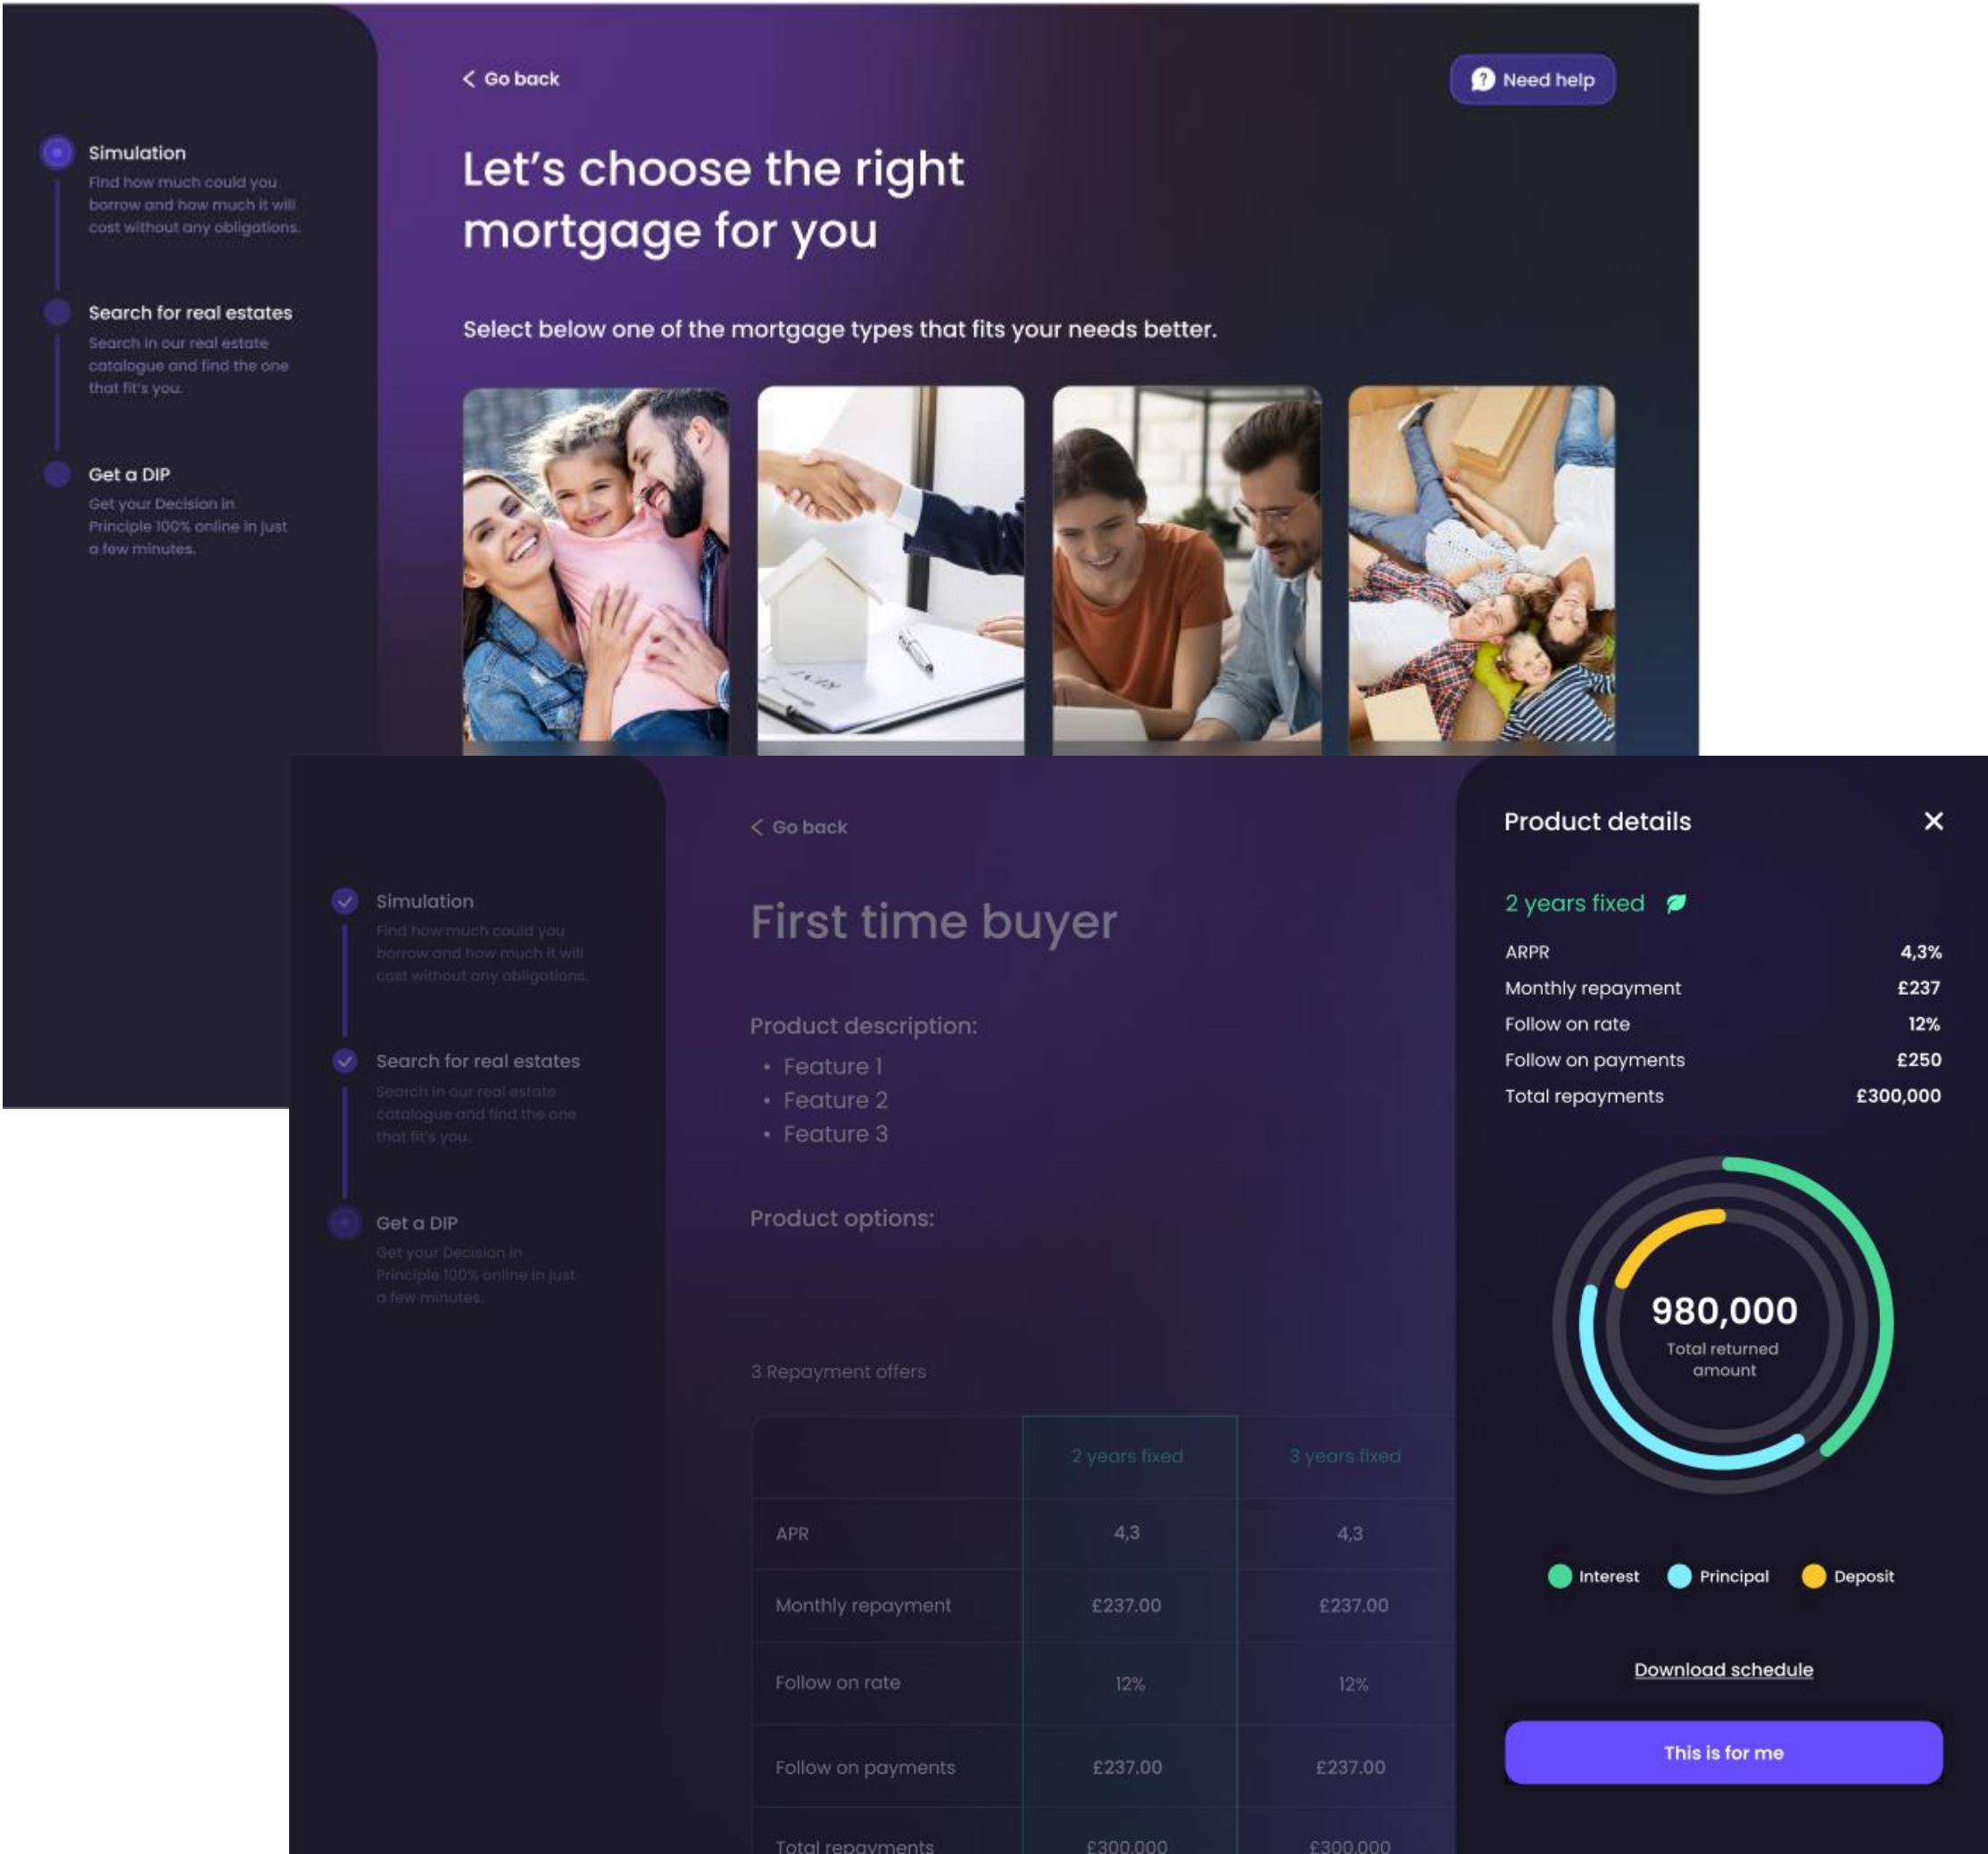 Go back
Need help
Simulation
Find how much could you
borrow and how much it will
cost without any obligations.
Search for real estates
Search in our real estate
catalogue and find the one
that fit's you.
Get a DIP
Get your Decision in
Principle 100% online in just
a few minutes.
Let's choose the right
mortgage for you
Select below one of the mortgage types that fits your needs better.
Simulation
Find how much could you
borrow and how much it will
cost without any obligations.
Search for real estates
Search in our real estate
catalogue and find the one
that fit's you.
Get a DIP
Get your Decision in
Principle 100% online in just
a few minutes.
Go back
First time buyer
Product description:
• Feature 1
• Feature 2
• Feature 3
Product options:
3 Repayment offers
2 years fixed 3 years fixed
APR 4,3 4,3
Monthly repayment £237.00 £237.00
Follow on rate 12% 12%
Follow on payments £237.00 £237.00
Total repayments £300,000 £300,000
Product details
2 years fixed
ARPR 4,3%
Monthly repayment £237
Follow on rate 12%
Follow on payments £250
Total repayments £300,000
980,000
Total returned
amount
Interest Principal Deposit
Download schedule
This is for me